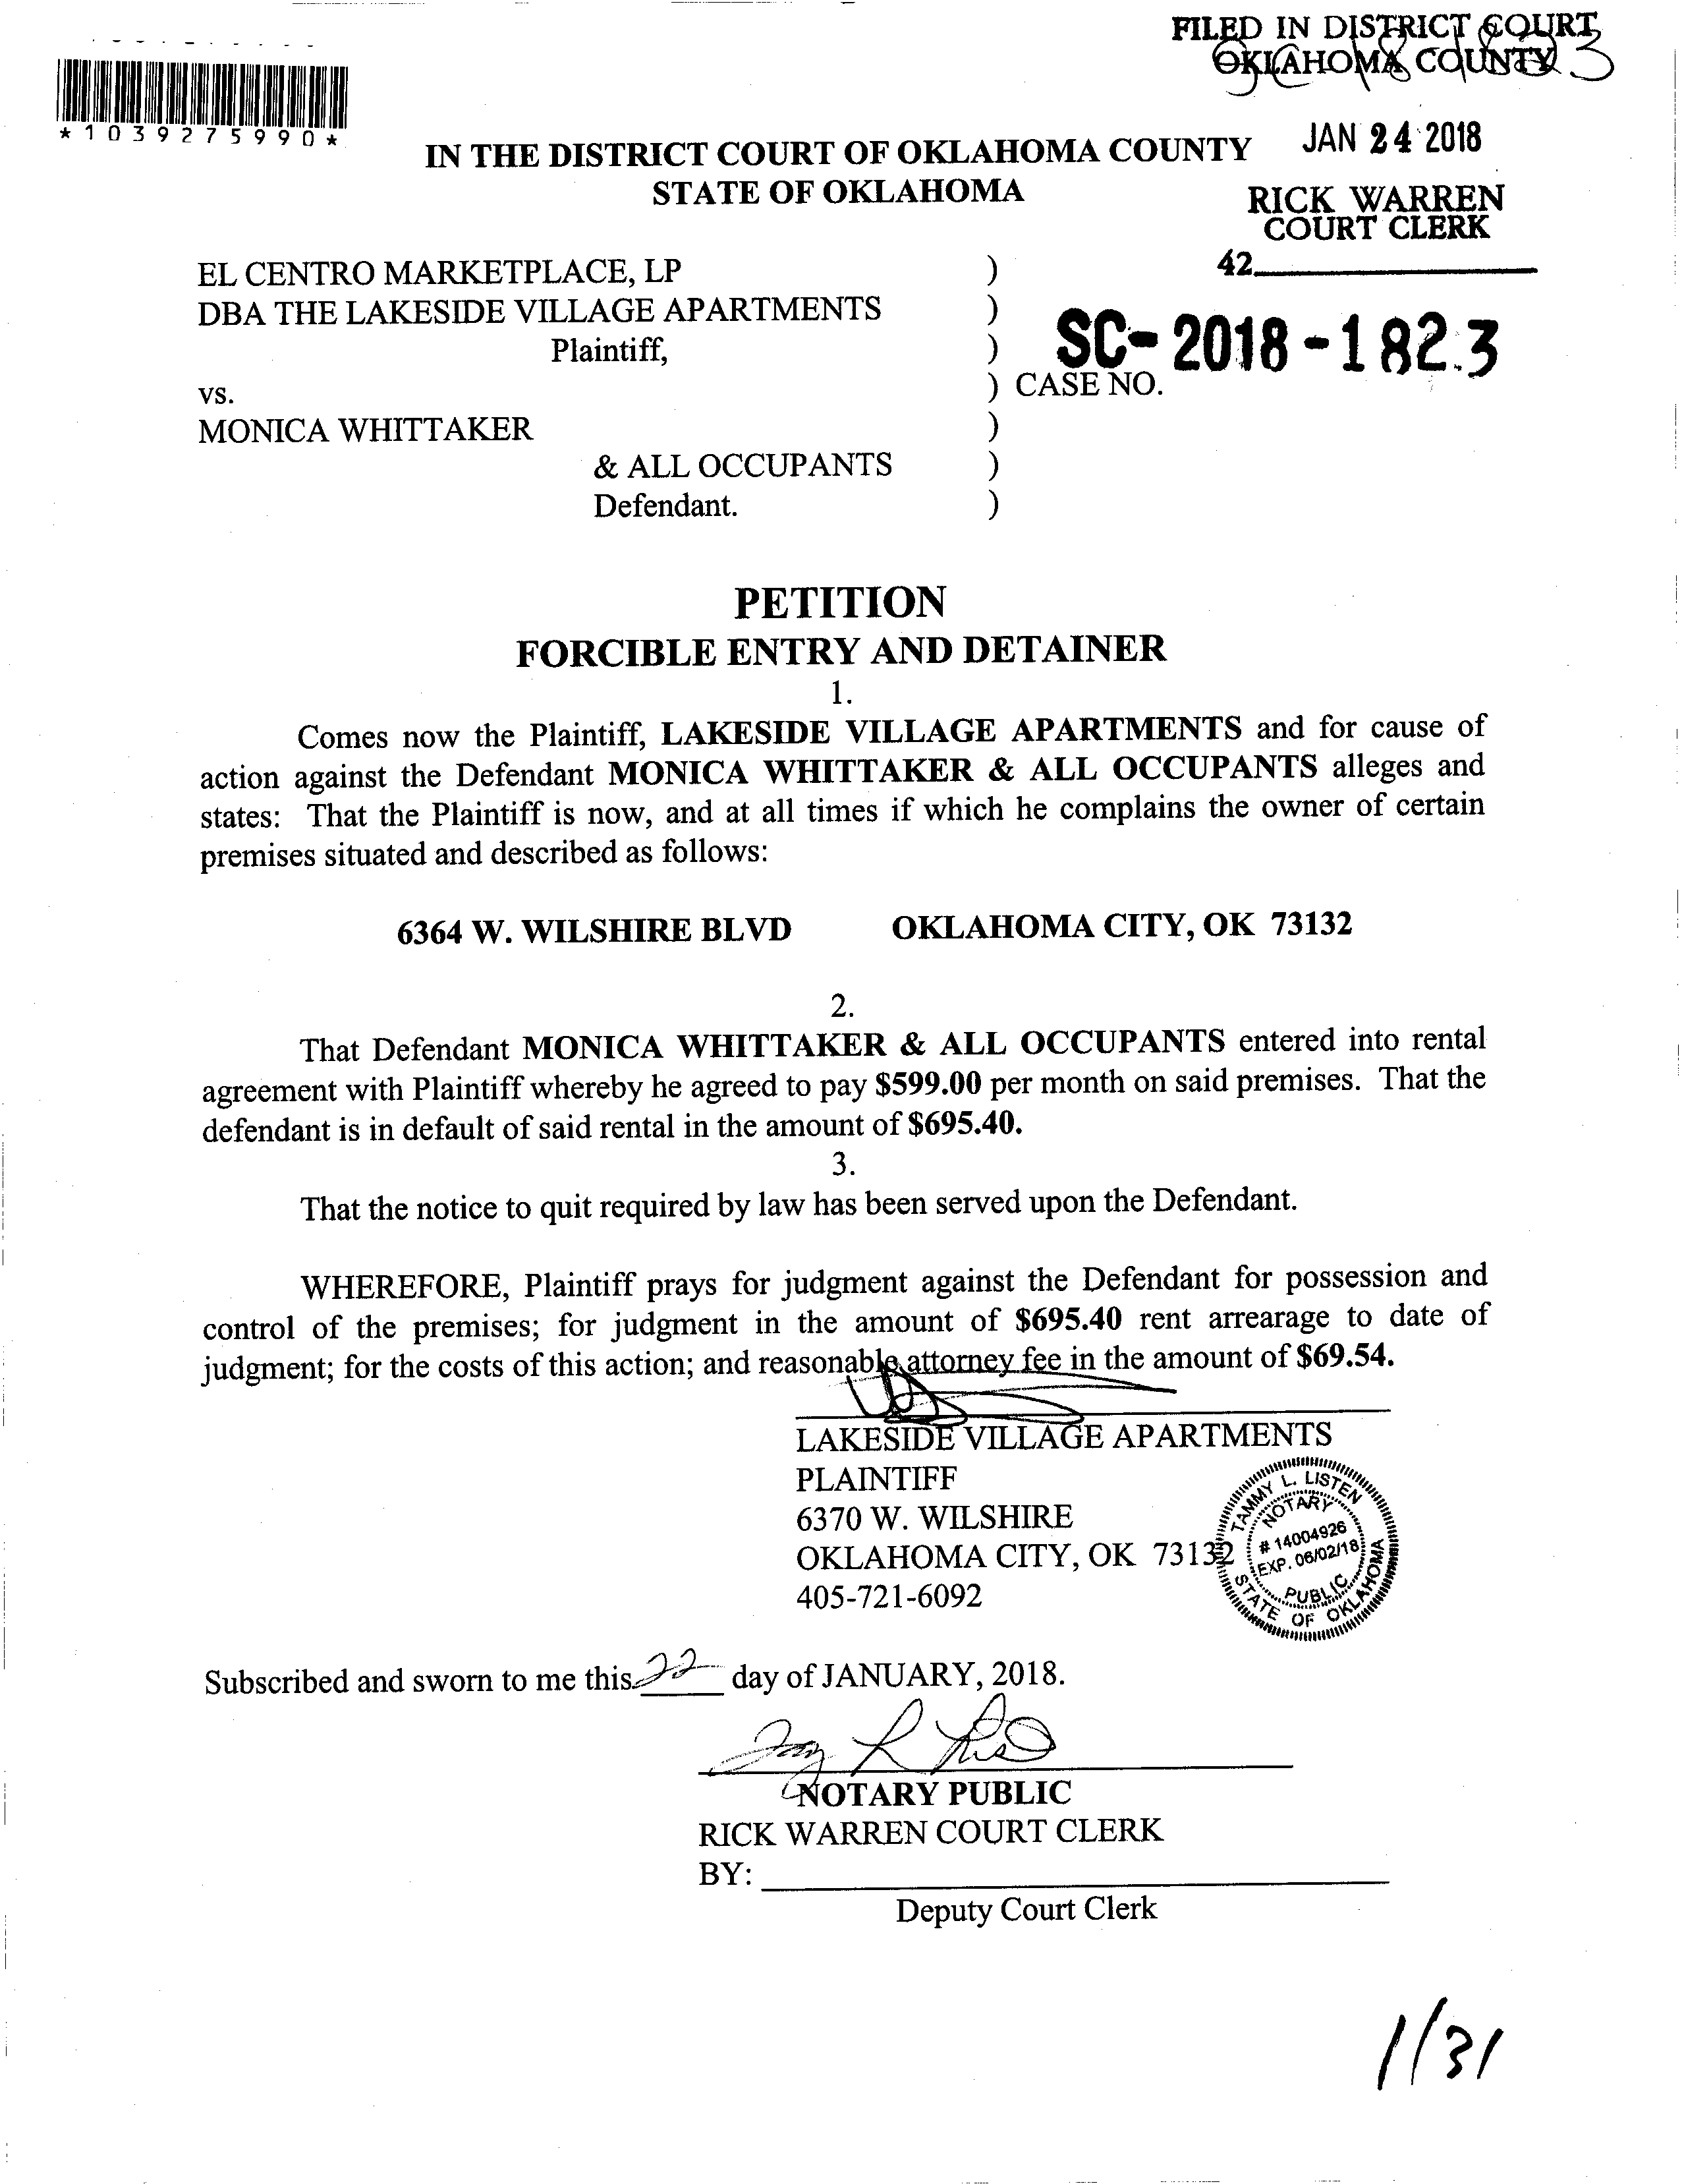 FILED IN DISTRICT COURT
OKLAHOMA COUNTY
*1039275990*
IN THE DISTRICT COURT OF OKLAHOMA COUNTY
STATE OF OKLAHOMA
JAN 24 2018
RICK WARREN
COURT CLERK
42
EL CENTRO MARKETPLACE, LP )
DBA THE LAKESIDE VILLAGE APARTMENTS )
Plaintiff, )
SC-2018-1823
vs. ) CASE NO.
MONICA WHITTAKER )
& ALL OCCUPANTS )
Defendant. )
PETITION
FORCIBLE ENTRY AND DETAINER
1.
Comes now the Plaintiff, LAKESIDE VILLAGE APARTMENTS and for cause of
action against the Defendant MONICA WHITTAKER & ALL OCCUPANTS alleges and
states: That the Plaintiff is now, and at all times if which he complains the owner of certain
premises situated and described as follows:
6364 W. WILSHIRE BLVD OKLAHOMA CITY, OK 73132
2.
That Defendant MONICA WHITTAKER & ALL OCCUPANTS entered into rental
agreement with Plaintiff whereby he agreed to pay $599.00 per month on said premises. That the
defendant is in default of said rental in the amount of $695.40.
3.
That the notice to quit required by law has been served upon the Defendant.
WHEREFORE, Plaintiff prays for judgment against the Defendant for possession and
control of the premises; for judgment in the amount of $695.40 rent arrearage to date of
judgment; for the costs of this action; and reasonable attorney fee in the amount of $69.54.
LAKESIDE VILLAGE APARTMENTS
PLAINTIFF
6370 W. WILSHIRE
OKLAHOMA CITY, OK 73132
405-721-6092
TAMMY L. LISTEN
NOTARY
# 14004926
EXP. 06/02/18
PUBLIC
STATE OF OKLAHOMA
Subscribed and sworn to me this 22 day of JANUARY, 2018.
NOTARY PUBLIC
RICK WARREN COURT CLERK
BY:
Deputy Court Clerk
1/31